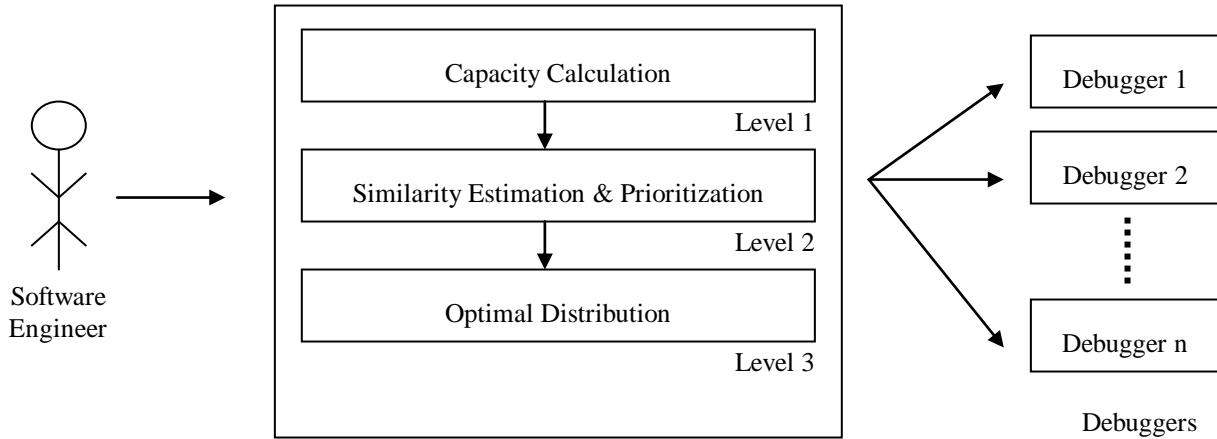 Capacity Calculation
Level 1
Similarity Estimation & Prioritization
Level 2
Optimal Distribution
Level 3
Software
Engineer
Debugger 1
Debugger 2
Debugger n
Debuggers